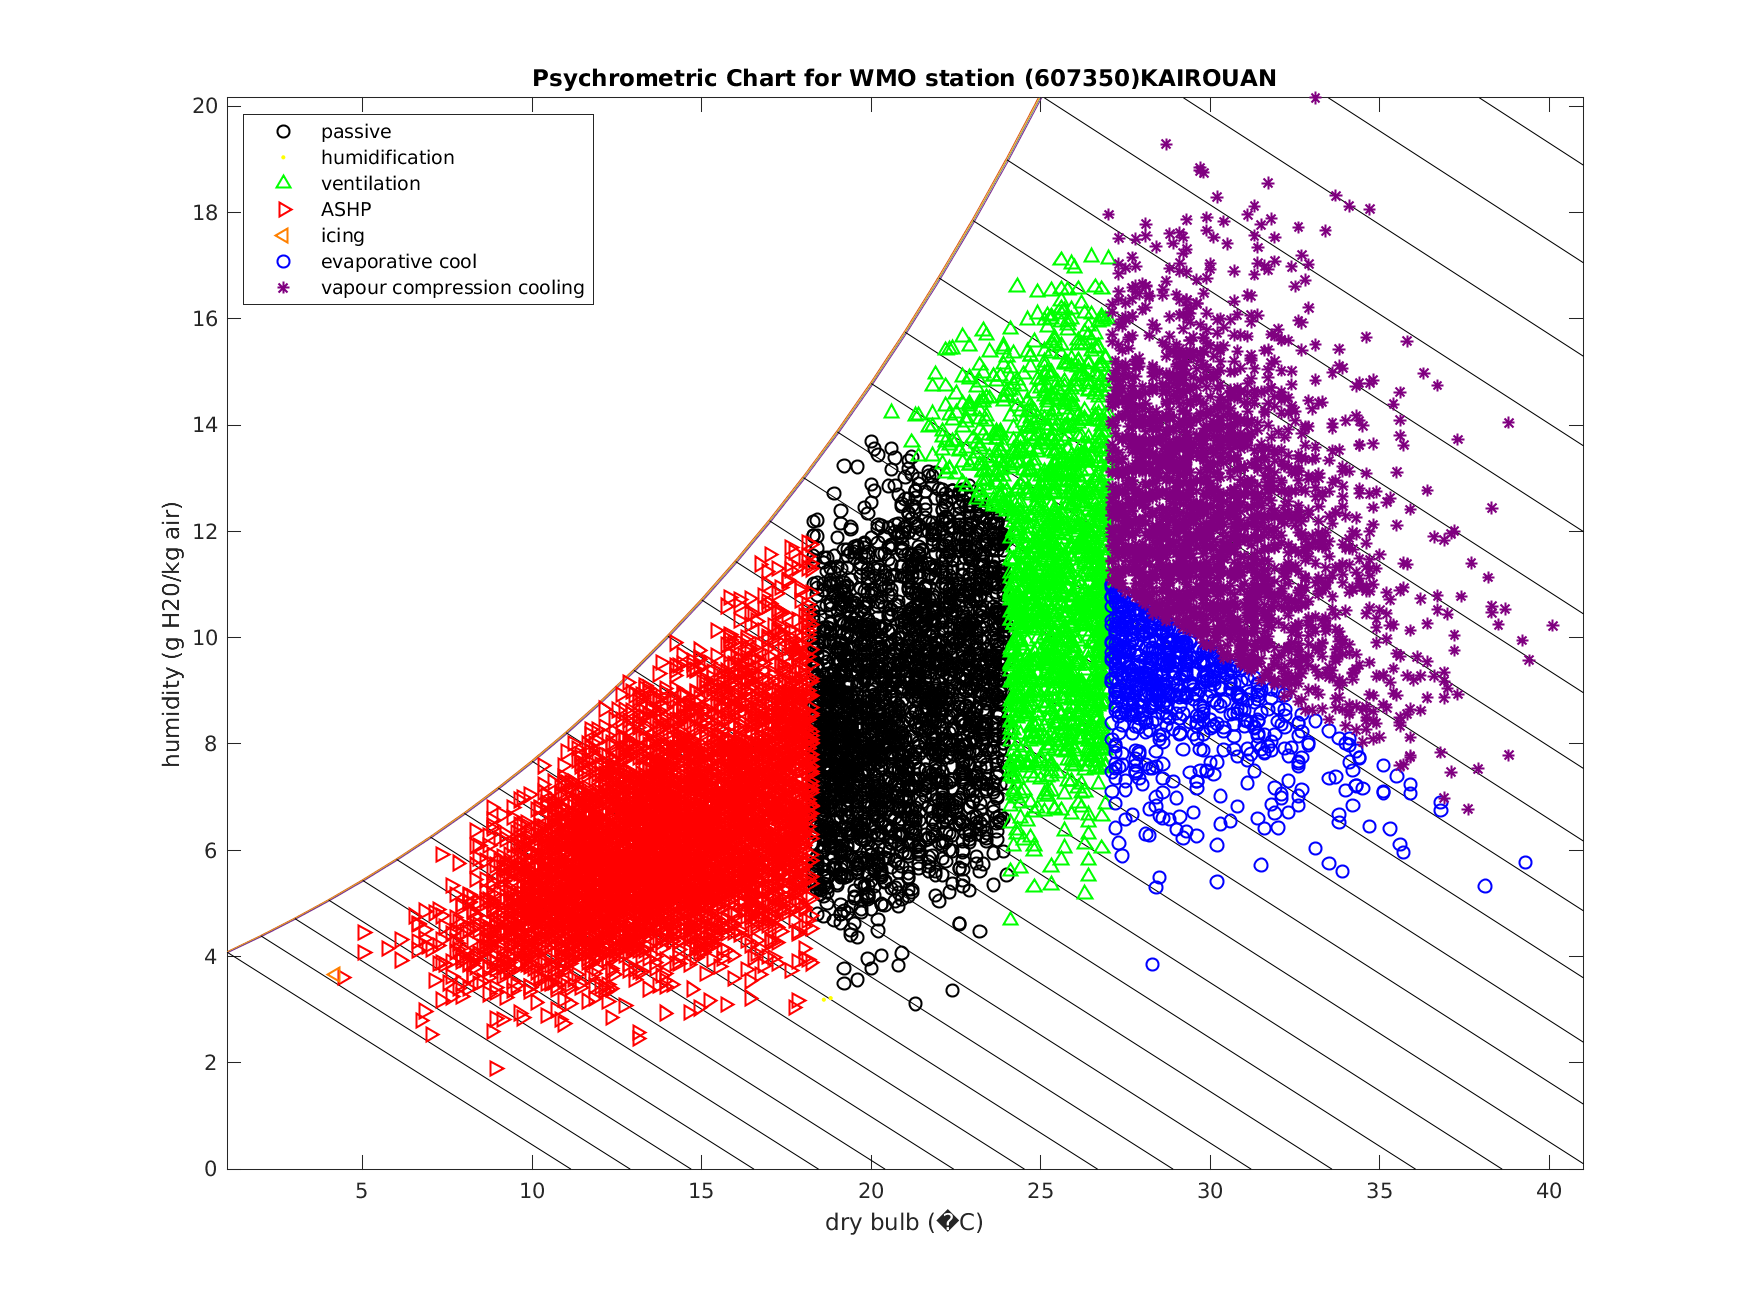 Psychrometric Chart for WMO station (607350)KAIROUAN
passive
humidification
ventilation
ASHP
icing
evaporative cool
vapour compression cooling
humidity (g H20/kg air)
20
18
16
14
12
10
8
6
4
2
0
5 10 15 20 25 30 35 40
dry bulb (�C)